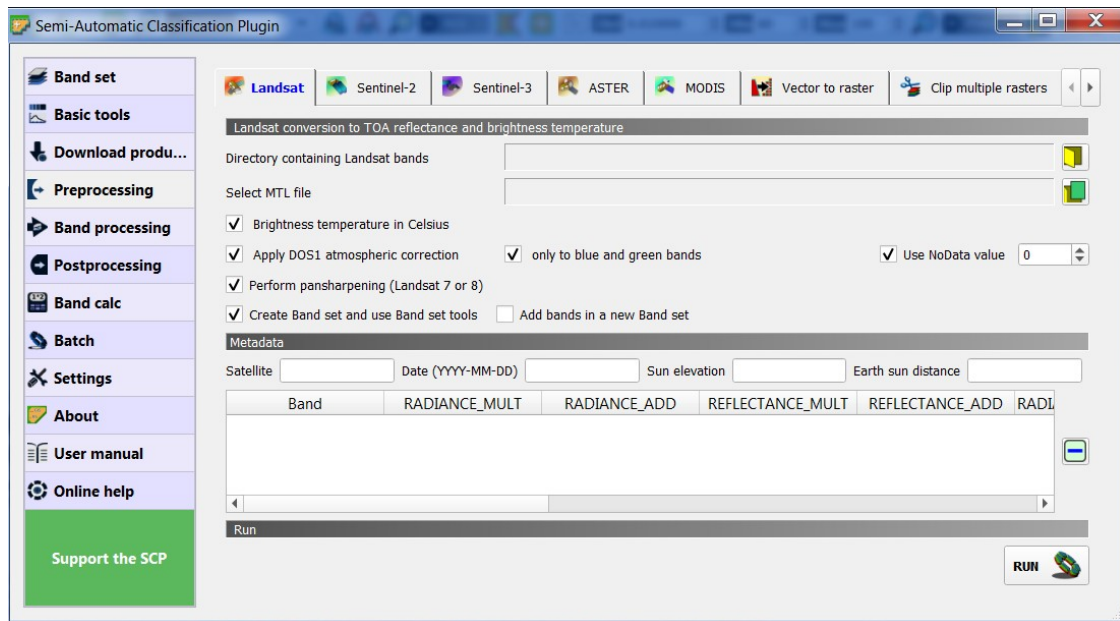 Semi-Automatic Classification Plugin
Band set
Basic tools
Download produ...
Preprocessing
Band processing
Postprocessing
Band calc
Batch
Settings
About
User manual
Online help
Support the SCP
Landsat Sentinel-2 Sentinel-3 ASTER MODIS Vector to raster Clip multiple rasters
Landsat conversion to TOA reflectance and brightness temperature
Directory containing Landsat bands
Select MTL file
Brightness temperature in Celsius
Apply DOS1 atmospheric correction only to blue and green bands Use NoData value 0
Perform pansharpening (Landsat 7 or 8)
Create Band set and use Band set tools Add bands in a new Band set
Metadata
Satellite Date (YYYY-MM-DD) Sun elevation Earth sun distance
Band RADIANCE_MULT RADIANCE_ADD REFLECTANCE_MULT REFLECTANCE_ADD
Run
RUN